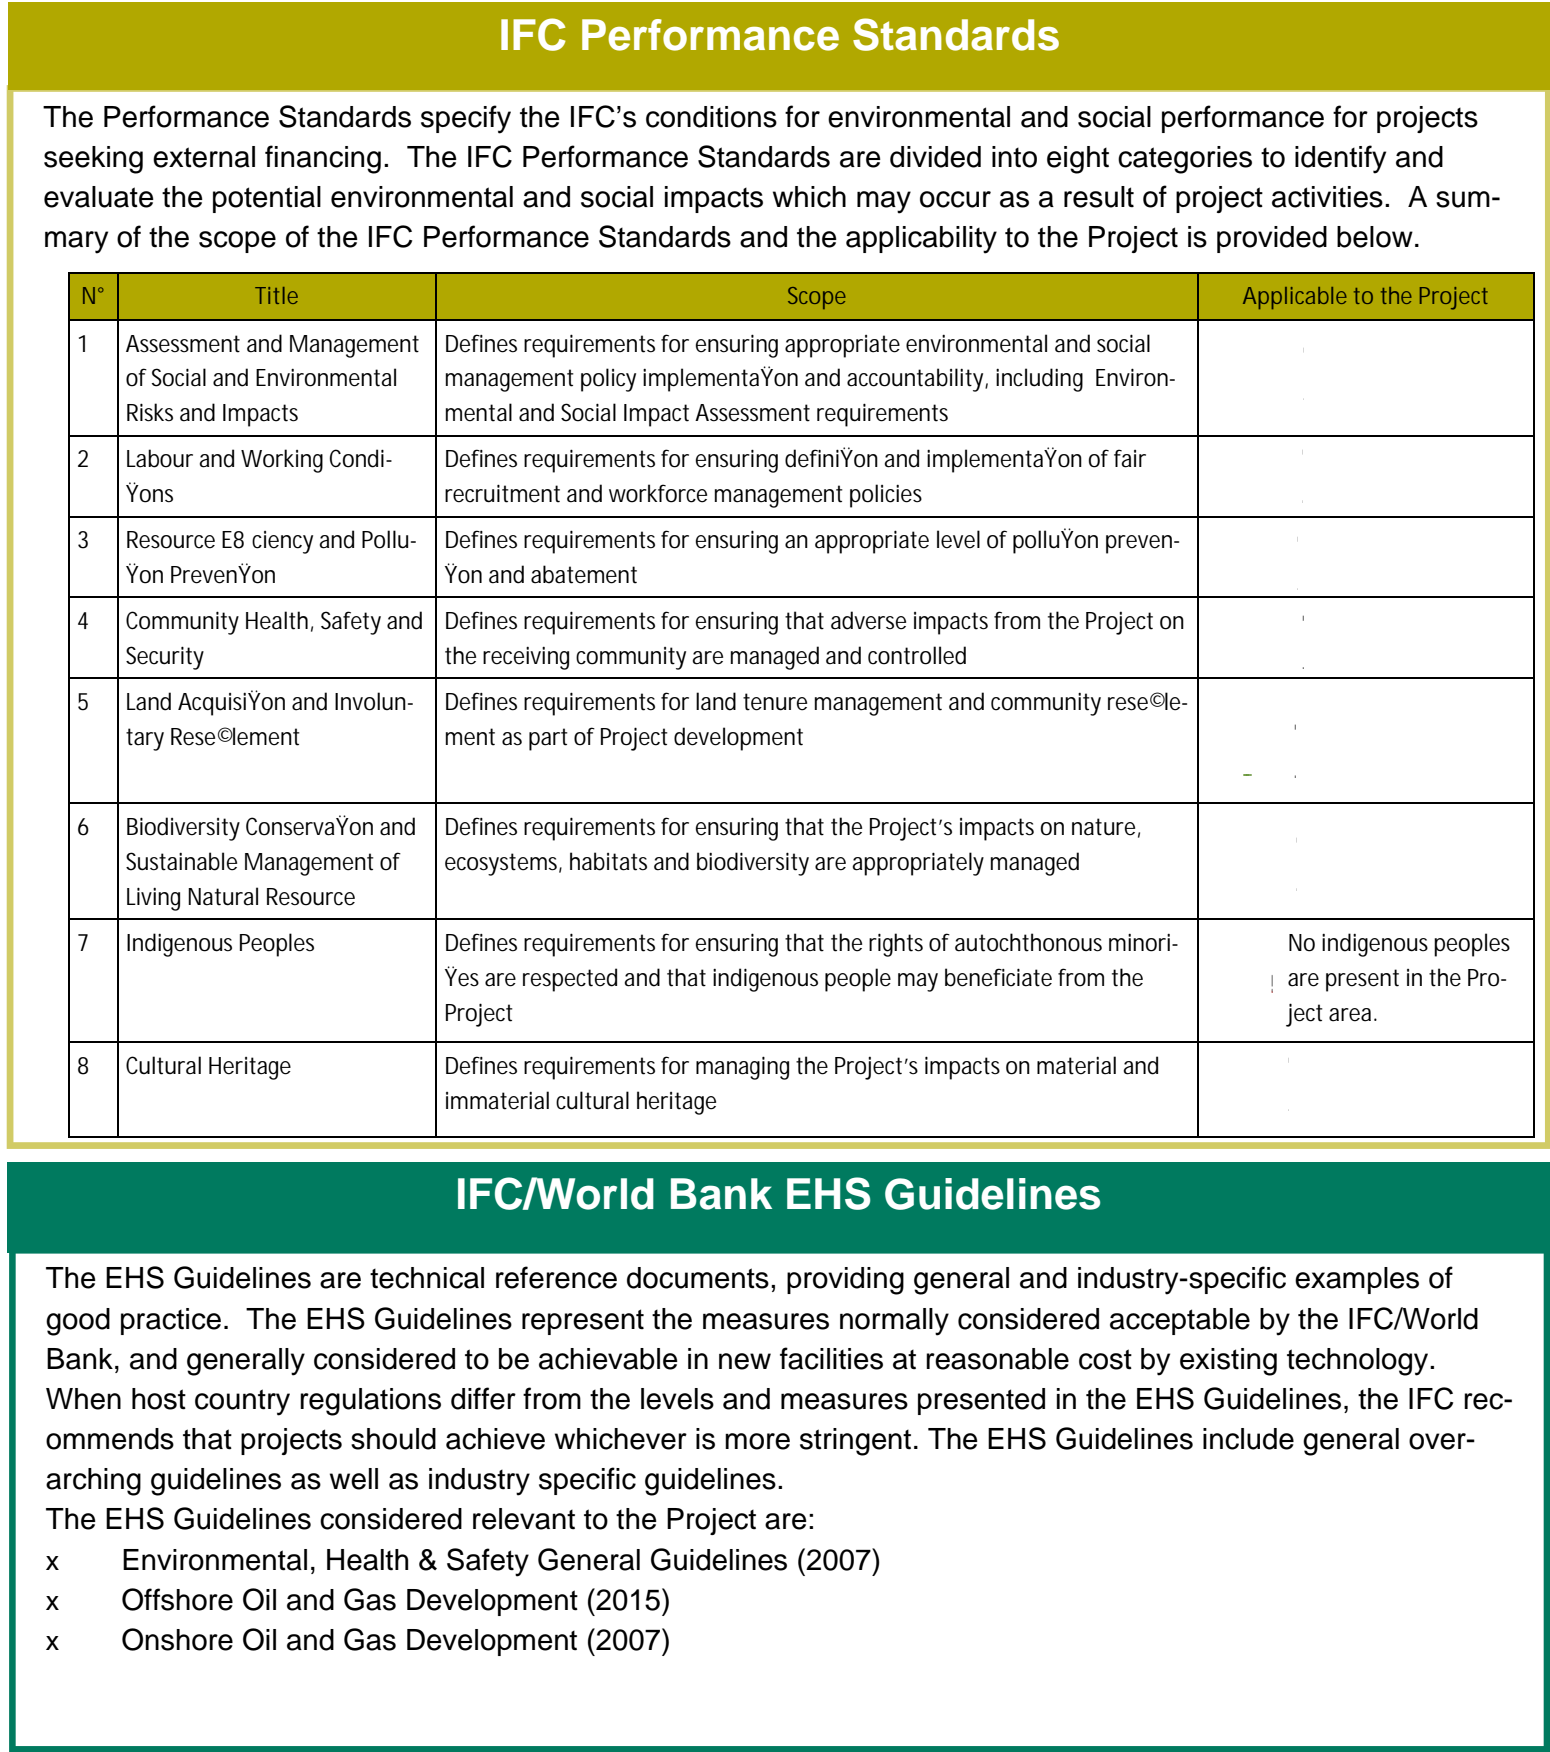 IFC Performance Standards
The Performance Standards specify the IFC’s conditions for environmental and social performance for projects
seeking external financing.  The IFC Performance Standards are divided into eight categories to identify and
evaluate the potential environmental and social impacts which may occur as a result of project activities.  A sum-
mary of the scope of the IFC Performance Standards and the applicability to the Project is provided below.
N° Title Scope Applicable to the Project
1 Assessment and Management Defines requirements for ensuring appropriate environmental and social
of Social and Environmental management policy implementaŸon and accountability, including  Environ-
Risks and Impacts mental and Social Impact Assessment requirements
2 Labour and Working Condi- Defines requirements for ensuring definiŸon and implementaŸon of fair
Ÿons recruitment and workforce management policies
3 Resource E8 ciency and Pollu- Defines requirements for ensuring an appropriate level of polluŸon preven-
Ÿon PrevenŸon Ÿon and abatement
4 Community Health, Safety and Defines requirements for ensuring that adverse impacts from the Project on
Security the receiving community are managed and controlled
5 Land AcquisiŸon and Involun- Defines requirements for land tenure management and community rese©le-
tary Rese©lement ment as part of Project development
6 Biodiversity ConservaŸon and Defines requirements for ensuring that the Project’s impacts on nature,
Sustainable Management of ecosystems, habitats and biodiversity are appropriately managed
Living Natural Resource
7 Indigenous Peoples Defines requirements for ensuring that the rights of autochthonous minori- No indigenous peoples
Ÿes are respected and that indigenous people may beneficiate from the are present in the Pro-
Project ject area.
8 Cultural Heritage Defines requirements for managing the Project’s impacts on material and
immaterial cultural heritage
IFC/World Bank EHS Guidelines
The EHS Guidelines are technical reference documents, providing general and industry-specific examples of
good practice.  The EHS Guidelines represent the measures normally considered acceptable by the IFC/World
Bank, and generally considered to be achievable in new facilities at reasonable cost by existing technology.
When host country regulations differ from the levels and measures presented in the EHS Guidelines, the IFC rec-
ommends that projects should achieve whichever is more stringent. The EHS Guidelines include general over-
arching guidelines as well as industry specific guidelines.
The EHS Guidelines considered relevant to the Project are:
x Environmental, Health & Safety General Guidelines (2007)
x Offshore Oil and Gas Development (2015)
x Onshore Oil and Gas Development (2007)